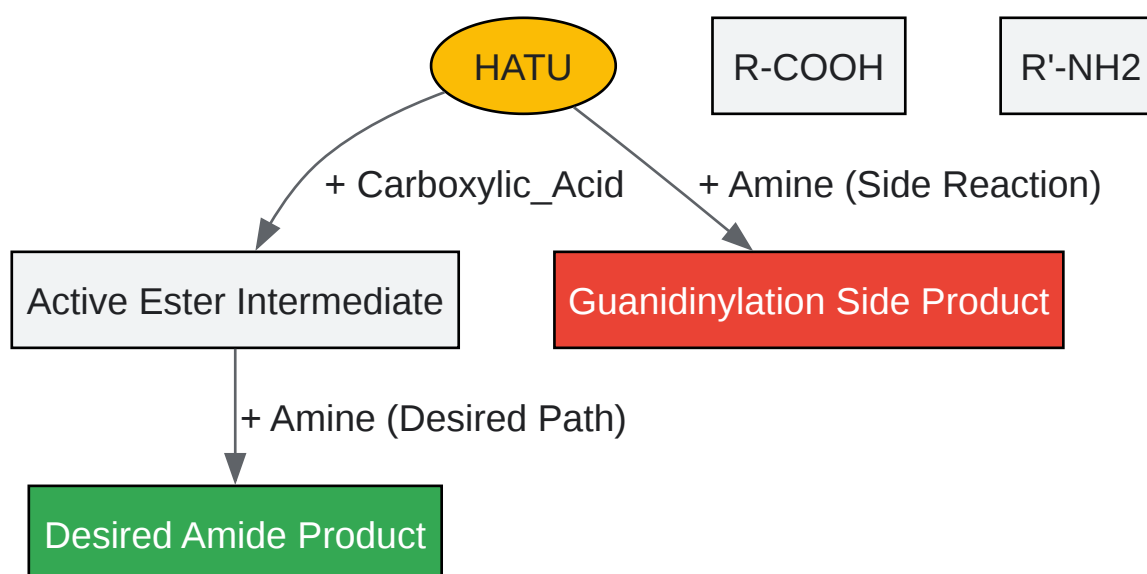 HATU
R-COOH
R'-NH2
+ Carboxylic_Acid
+ Amine (Side Reaction)
Active Ester Intermediate
Guanidinylation Side Product
+ Amine (Desired Path)
Desired Amide Product